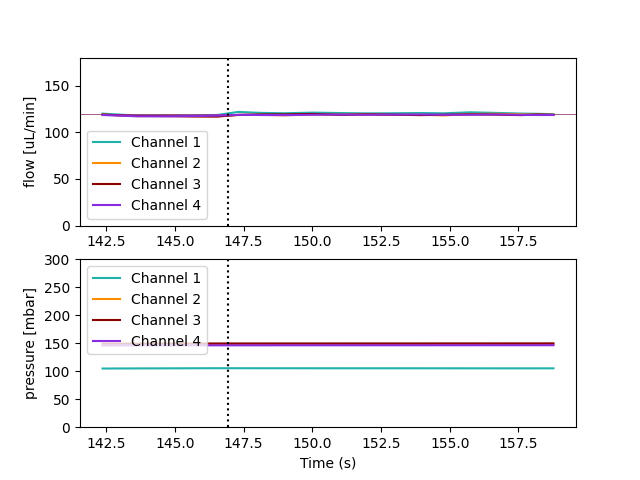 150
100
50
0
flow [uL/min]
Channel 1
Channel 2
Channel 3
Channel 4
142.5 145.0 147.5 150.0 152.5 155.0 157.5
300
250
200
150
100
50
0
pressure [mbar]
Channel 1
Channel 2
Channel 3
Channel 4
142.5 145.0 147.5 150.0 152.5 155.0 157.5
Time (s)